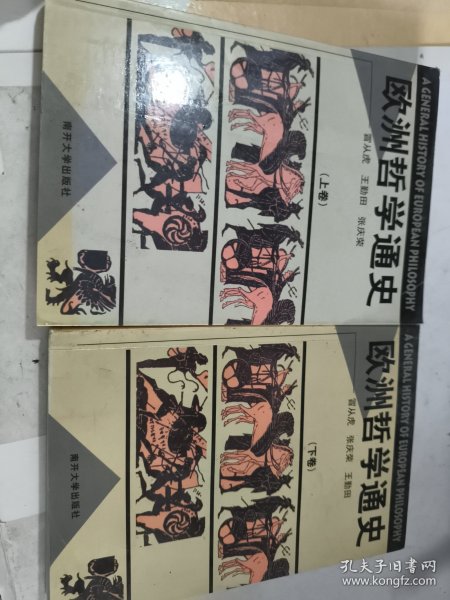 A GENERAL HISTORY OF EUROPEAN PHILOSOPHY
欧洲哲学通史
(上卷)
冒从虎 王勤田 张庆荣
南开大学出版社
A GENERAL HISTORY OF EUROPEAN PHILOSOPHY
欧洲哲学通史
(下卷)
冒从虎 张庆荣 王勤田
南开大学出版社
孔夫子旧书网
www.kongfz.com